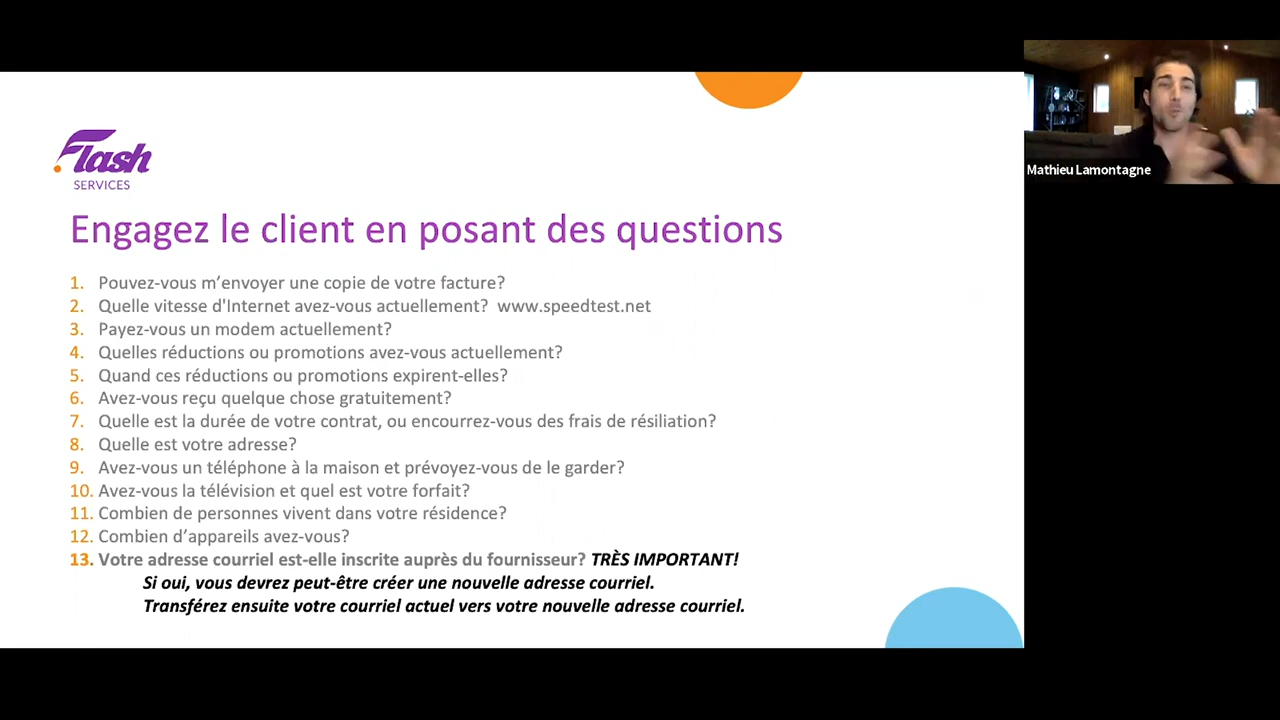 Flash
SERVICES
Engagez le client en posant des questions
1. Pouvez-vous m’envoyer une copie de votre facture?
2. Quelle vitesse d'Internet avez-vous actuellement? www.speedtest.net
3. Payez-vous un modem actuellement?
4. Quelles réductions ou promotions avez-vous actuellement?
5. Quand ces réductions ou promotions expirent-elles?
6. Avez-vous reçu quelque chose gratuitement?
7. Quelle est la durée de votre contrat, ou encourrez-vous des frais de résiliation?
8. Quelle est votre adresse?
9. Avez-vous un téléphone à la maison et prévoyez-vous de le garder?
10. Avez-vous la télévision et quel est votre forfait?
11. Combien de personnes vivent dans votre résidence?
12. Combien d’appareils avez-vous?
13. Votre adresse courriel est-elle inscrite auprès du fournisseur? TRÈS IMPORTANT!
Si oui, vous devrez peut-être créer une nouvelle adresse courriel.
Transférez ensuite votre courriel actuel vers votre nouvelle adresse courriel.
Mathieu Lamontagne